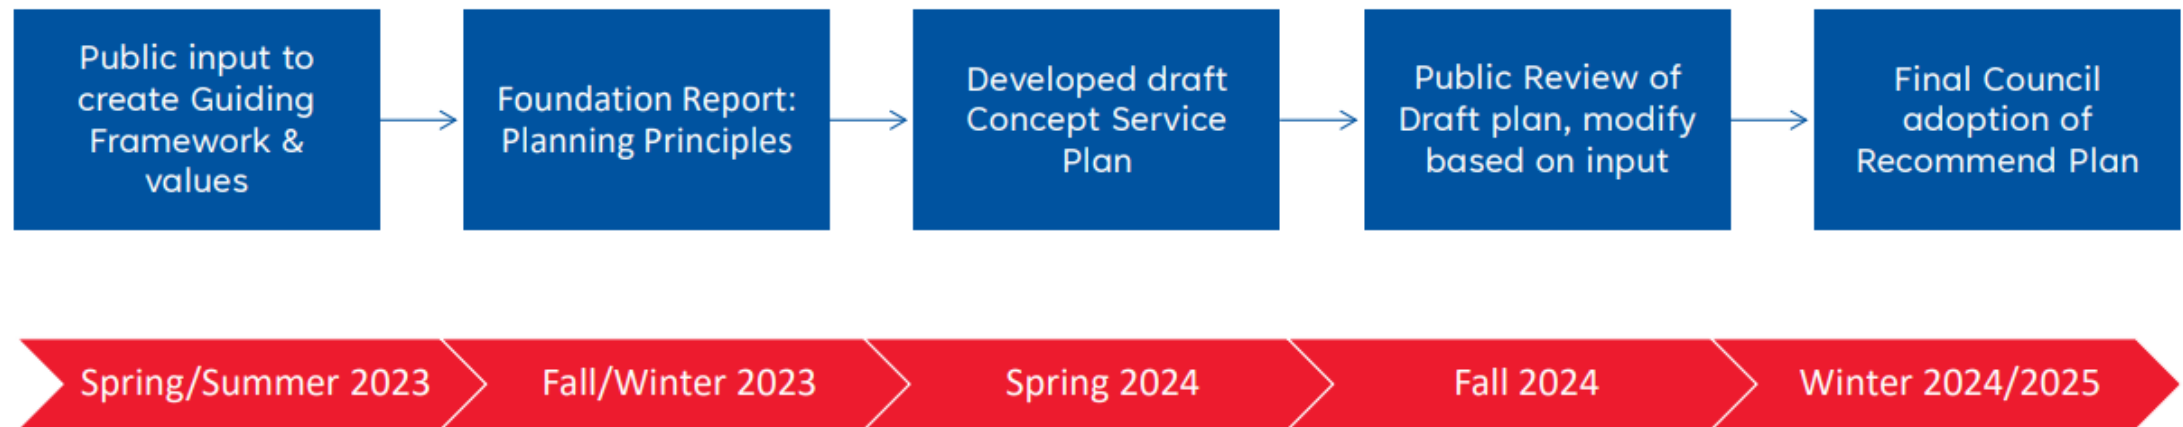 Public input to
create Guiding
Framework &
values
Foundation Report:
Planning Principles
Developed draft
Concept Service
Plan
Public Review of
Draft plan, modify
based on input
Final Council
adoption of
Recommend Plan
Spring/Summer 2023
Fall/Winter 2023
Spring 2024
Fall 2024
Winter 2024/2025